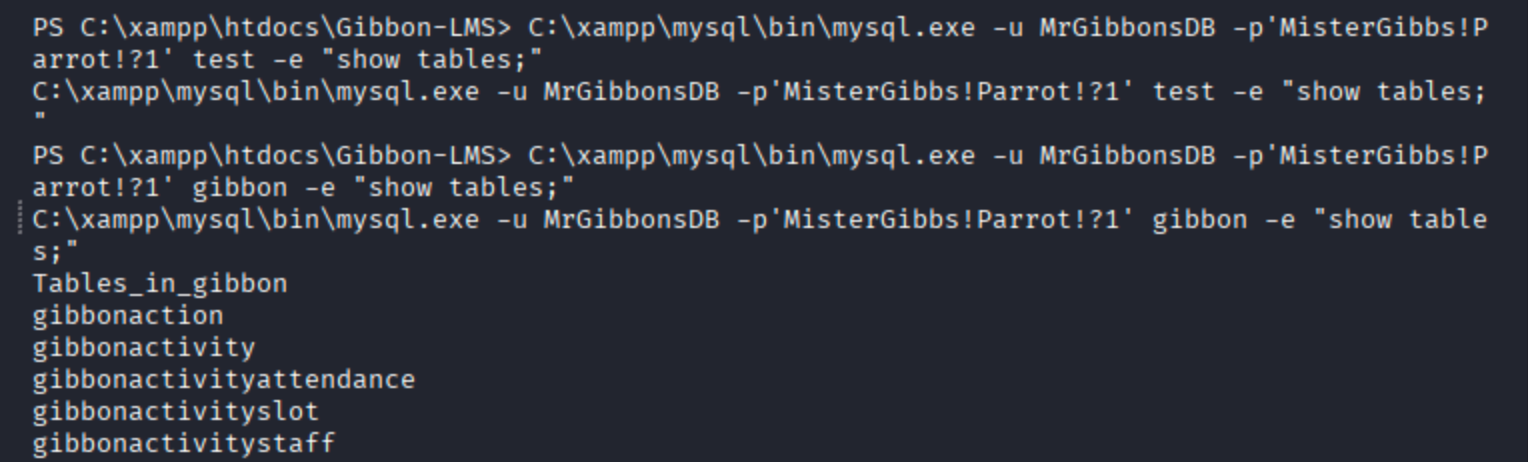 PS C:\xampp\htdocs\Gibbon-LMS> C:\xampp\mysql\bin\mysql.exe -u MrGibbonsDB -p'MisterGibbs!P
arrot!?1' test -e "show tables;"
C:\xampp\mysql\bin\mysql.exe -u MrGibbonsDB -p'MisterGibbs!Parrot!?1' test -e "show tables;
"
PS C:\xampp\htdocs\Gibbon-LMS> C:\xampp\mysql\bin\mysql.exe -u MrGibbonsDB -p'MisterGibbs!P
arrot!?1' gibbon -e "show tables;"
C:\xampp\mysql\bin\mysql.exe -u MrGibbonsDB -p'MisterGibbs!Parrot!?1' gibbon -e "show table
s;"
Tables_in_gibbon
gibbonaction
gibbonactivity
gibbonactivityattendance
gibbonactivityslot
gibbonactivitystaff